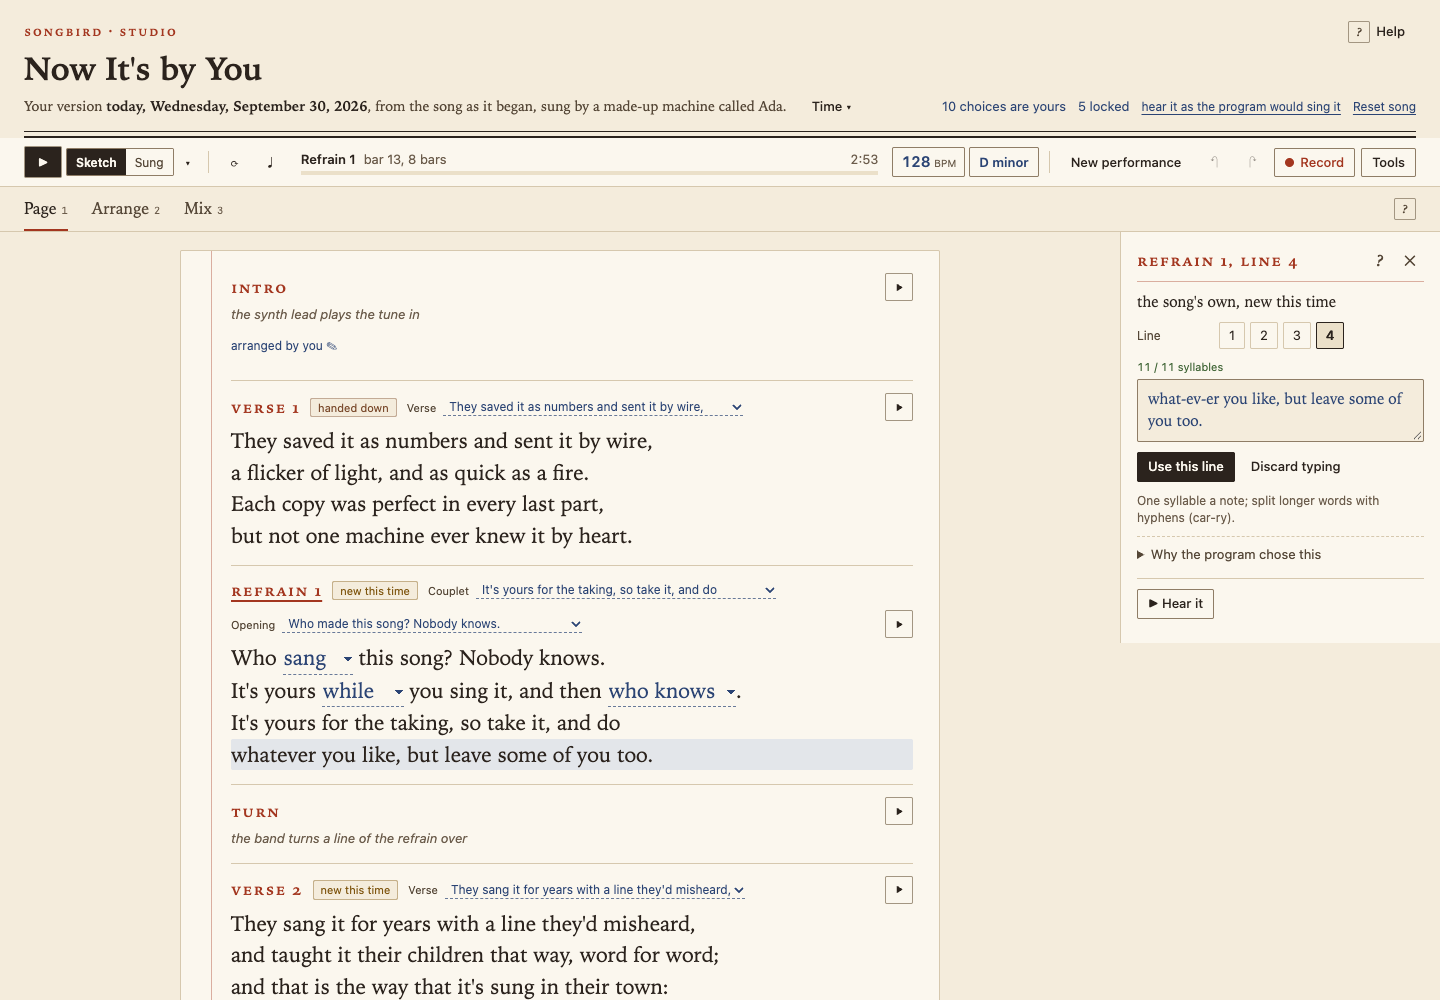 SONGBIRD · STUDIO
? Help
Now It's by You
Your version today, Wednesday, September 30, 2026, from the song as it began, sung by a made-up machine called Ada.
Time
10 choices are yours 5 locked hear it as the program would sing it Reset song
Sketch Sung
Refrain 1 bar 13, 8 bars 2:53
128 BPM D minor
New performance
Record Tools
Page 1 Arrange 2 Mix 3 ?
INTRO
the synth lead plays the tune in
arranged by you
VERSE 1 handed down Verse They saved it as numbers and sent it by wire,
They saved it as numbers and sent it by wire,
a flicker of light, and as quick as a fire.
Each copy was perfect in every last part,
but not one machine ever knew it by heart.
REFRAIN 1 new this time Couplet It's yours for the taking, so take it, and do
Opening Who made this song? Nobody knows.
Who sang this song? Nobody knows.
It's yours while you sing it, and then who knows.
It's yours for the taking, so take it, and do
whatever you like, but leave some of you too.
TURN
the band turns a line of the refrain over
VERSE 2 new this time Verse They sang it for years with a line they'd misheard,
They sang it for years with a line they'd misheard,
and taught it their children that way, word for word;
and that is the way that it's sung in their town:
REFRAIN 1, LINE 4 ?
the song's own, new this time
Line 1 2 3 4
11 / 11 syllables
what-ev-er you like, but leave some of
you too.
Use this line Discard typing
One syllable a note; split longer words with
hyphens (car-ry).
Why the program chose this
Hear it